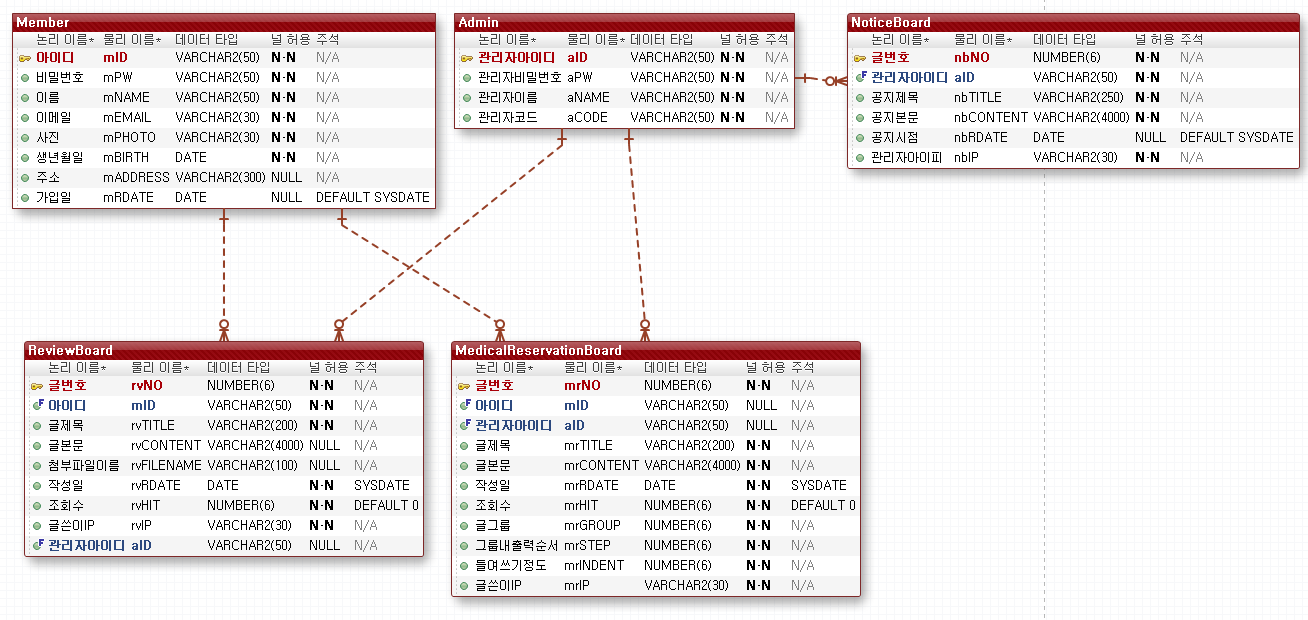 Member
논리 이름* 물리 이름* 데이터 타입 널 허용 주석
아이디 mID VARCHAR2(50) N·N N/A
비밀번호 mPW VARCHAR2(50) N·N N/A
이름 mNAME VARCHAR2(50) N·N N/A
이메일 mEMAIL VARCHAR2(30) N·N N/A
사진 mPHOTO VARCHAR2(30) N·N N/A
생년월일 mBIRTH DATE N·N N/A
주소 mADDRESS VARCHAR2(300) NULL N/A
가입일 mRDATE DATE NULL DEFAULT SYSDATE
Admin
논리 이름* 물리 이름* 데이터 타입 널 허용 주석
관리자아이디 aID VARCHAR2(50) N·N N/A
관리자비밀번호 aPW VARCHAR2(50) N·N N/A
관리자이름 aNAME VARCHAR2(50) N·N N/A
관리자코드 aCODE VARCHAR2(50) N·N N/A
NoticeBoard
논리 이름* 물리 이름* 데이터 타입 널 허용 주석
글번호 nbNO NUMBER(6) N·N N/A
관리자아이디 aID VARCHAR2(50) N·N N/A
공지제목 nbTITLE VARCHAR2(250) N·N N/A
공지본문 nbCONTENT VARCHAR2(4000) N·N N/A
공지시점 nbRDATE DATE NULL DEFAULT SYSDATE
관리자아이피 nbIP VARCHAR2(30) N·N N/A
ReviewBoard
논리 이름* 물리 이름* 데이터 타입 널 허용 주석
글번호 rvNO NUMBER(6) N·N N/A
아이디 mID VARCHAR2(50) N·N N/A
글제목 rvTITLE VARCHAR2(200) N·N N/A
글본문 rvCONTENT VARCHAR2(4000) NULL N/A
첨부파일이름 rvFILENAME VARCHAR2(100) NULL N/A
작성일 rvRDATE DATE N·N SYSDATE
조회수 rvHIT NUMBER(6) N·N DEFAULT 0
글쓴이IP rvIP VARCHAR2(30) N·N N/A
관리자아이디 aID VARCHAR2(50) NULL N/A
MedicalReservationBoard
논리 이름* 물리 이름* 데이터 타입 널 허용 주석
글번호 mrNO NUMBER(6) N·N N/A
아이디 mID VARCHAR2(50) NULL N/A
관리자아이디 aID VARCHAR2(50) NULL N/A
글제목 mrTITLE VARCHAR2(200) N·N N/A
글본문 mrCONTENT VARCHAR2(4000) N·N N/A
작성일 mrRDATE DATE N·N SYSDATE
조회수 mrHIT NUMBER(6) N·N DEFAULT 0
글그룹 mrGROUP NUMBER(6) N·N N/A
그룹내출력순서 mrSTEP NUMBER(6) N·N N/A
들여쓰기정도 mrINDENT NUMBER(6) N·N N/A
글쓴이IP mrIP VARCHAR2(30) N·N N/A